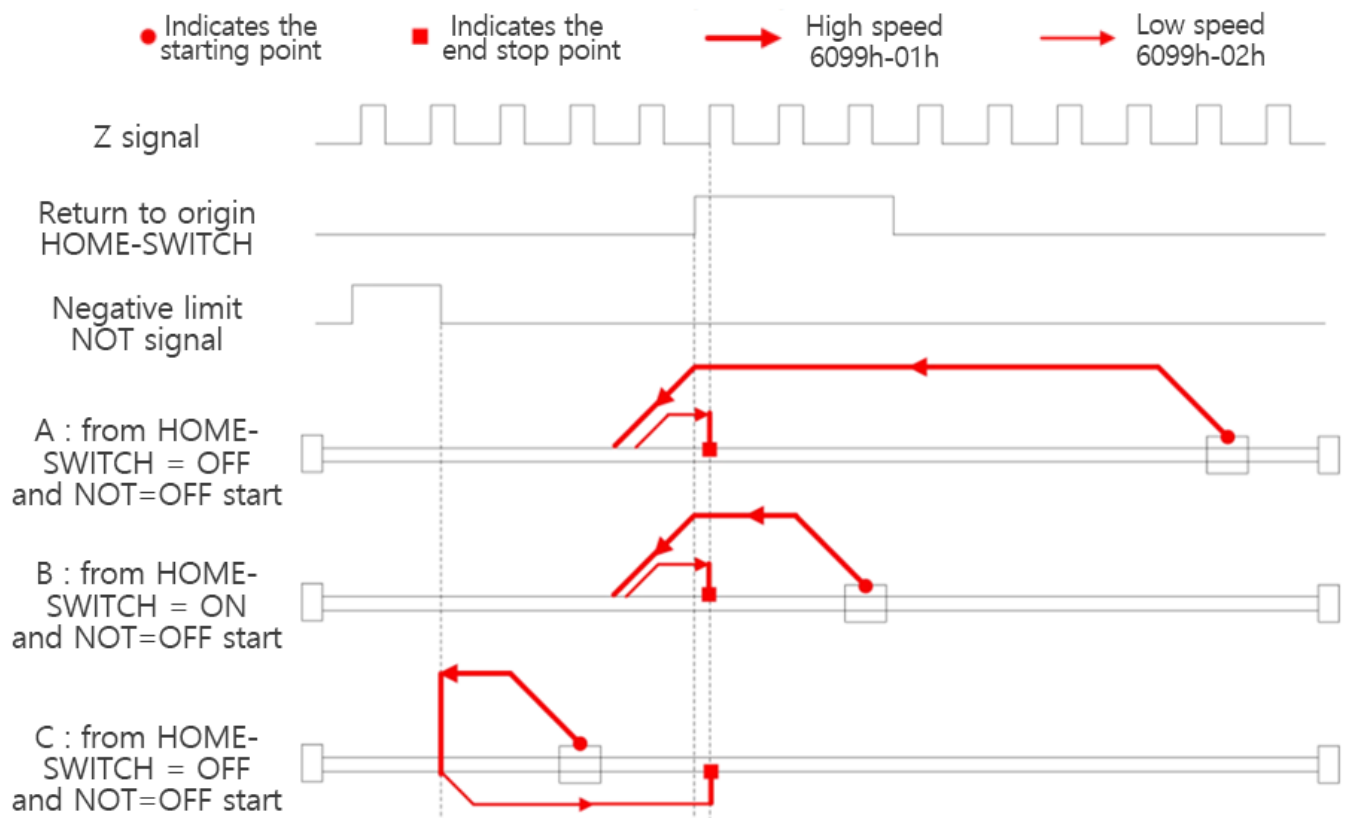 Indicates the
starting point
Indicates the
end stop point
High speed
6099h-01h
Low speed
6099h-02h
Z signal
Return to origin
HOME-SWITCH
Negative limit
NOT signal
A : from HOME-
SWITCH = OFF
and NOT=OFF start
B : from HOME-
SWITCH = ON
and NOT=OFF start
C : from HOME-
SWITCH = OFF
and NOT=OFF start